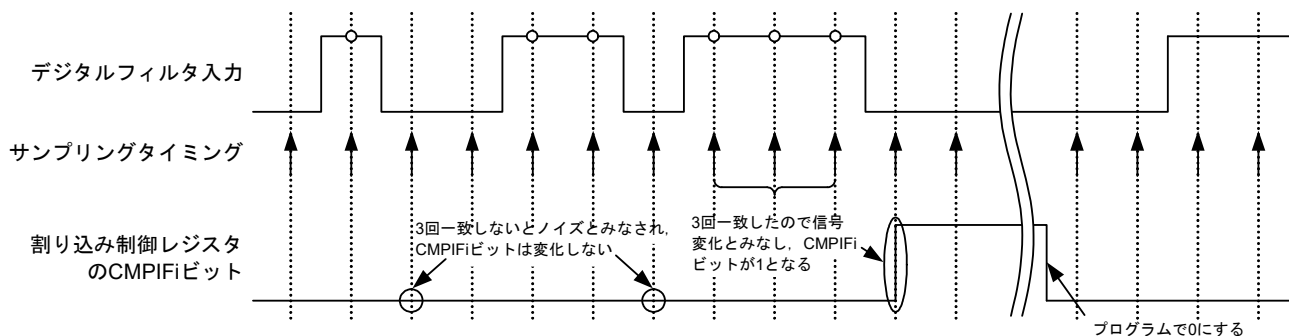 デジタルフィルタ入力
サンプリングタイミング
3回一致しないとノイズとみなされ,
CMPIFiビットは変化しない
3回一致したので信号
変化とみなし，CMPIFi
ビットが1となる
割り込み制御レジスタ
のCMPIFiビット
プログラムで0にする